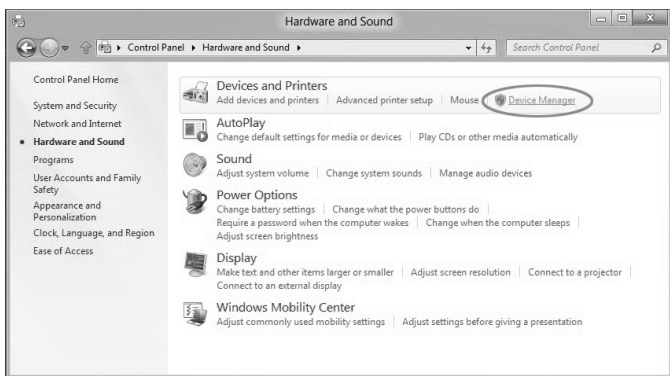 Hardware and Sound
Control Panel ▸ Hardware and Sound ▸
Search Control Panel
Control Panel Home
System and Security
Network and Internet
Hardware and Sound
Programs
User Accounts and Family
Safety
Appearance and
Personalization
Clock, Language, and Region
Ease of Access
Devices and Printers
Add devices and printers | Advanced printer setup | Mouse | Device Manager
AutoPlay
Change default settings for media or devices | Play CDs or other media automatically
Sound
Adjust system volume | Change system sounds | Manage audio devices
Power Options
Change battery settings | Change what the power buttons do |
Require a password when the computer wakes | Change when the computer sleeps |
Adjust screen brightness
Display
Make text and other items larger or smaller | Adjust screen resolution | Connect to a projector |
Connect to an external display
Windows Mobility Center
Adjust commonly used mobility settings | Adjust settings before giving a presentation